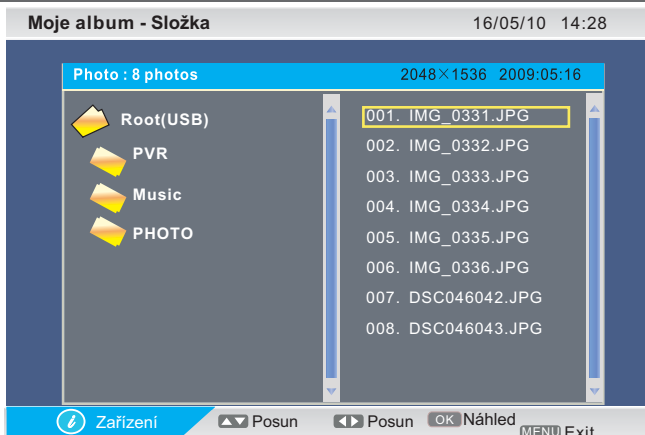 Moje album - Složka 16/05/10 14:28
Photo : 8 photos 2048×1536 2009:05:16
Root(USB)
PVR
Music
PHOTO
001. IMG_0331.JPG
002. IMG_0332.JPG
003. IMG_0333.JPG
004. IMG_0334.JPG
005. IMG_0335.JPG
006. IMG_0336.JPG
007. DSC046042.JPG
008. DSC046043.JPG
i Zařízení Posun Posun OK Náhled MENU Exit